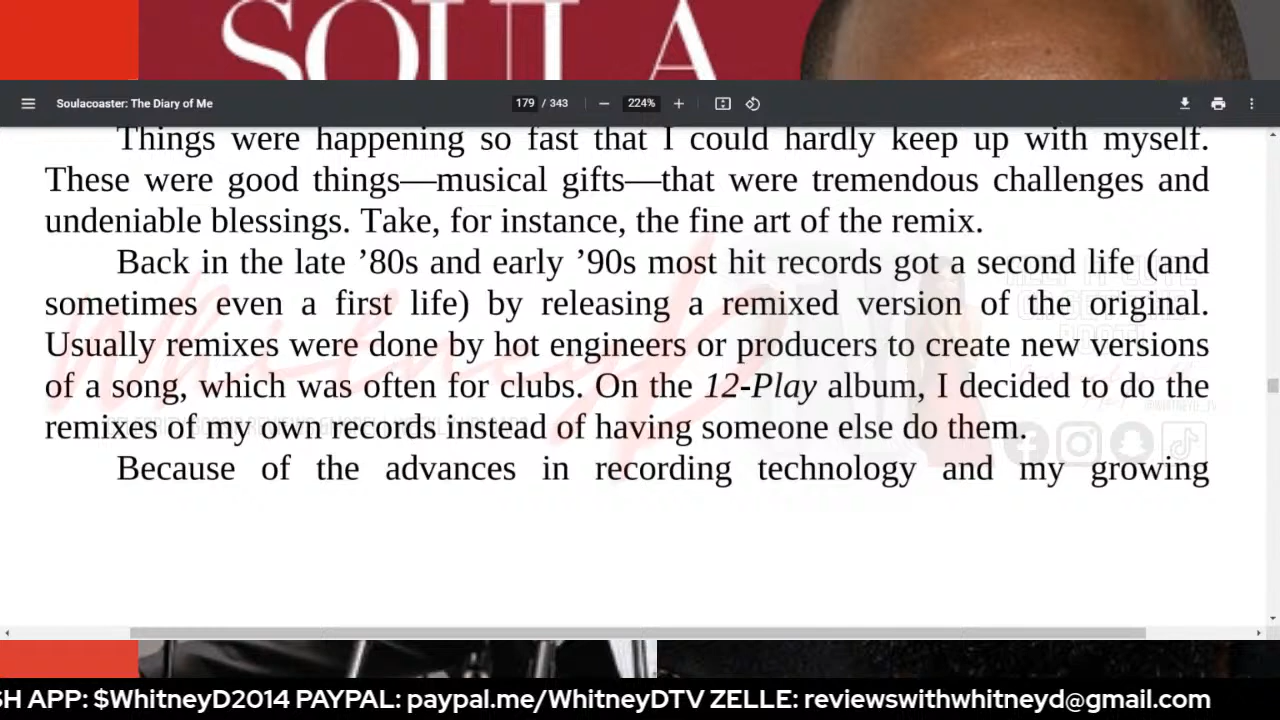 SOULA
Soulacoaster: The Diary of Me
179 / 343
224%
Things were happening so fast that I could hardly keep up with myself.
These were good things—musical gifts—that were tremendous challenges and
undeniable blessings. Take, for instance, the fine art of the remix.
Back in the late ’80s and early ’90s most hit records got a second life (and
sometimes even a first life) by releasing a remixed version of the original.
Usually remixes were done by hot engineers or producers to create new versions
of a song, which was often for clubs. On the 12-Play album, I decided to do the
remixes of my own records instead of having someone else do them.
Because of the advances in recording technology and my growing
WhitneyD
SH APP: $WhitneyD2014 PAYPAL: paypal.me/WhitneyDTV ZELLE: reviewswithwhitneyd@gmail.com